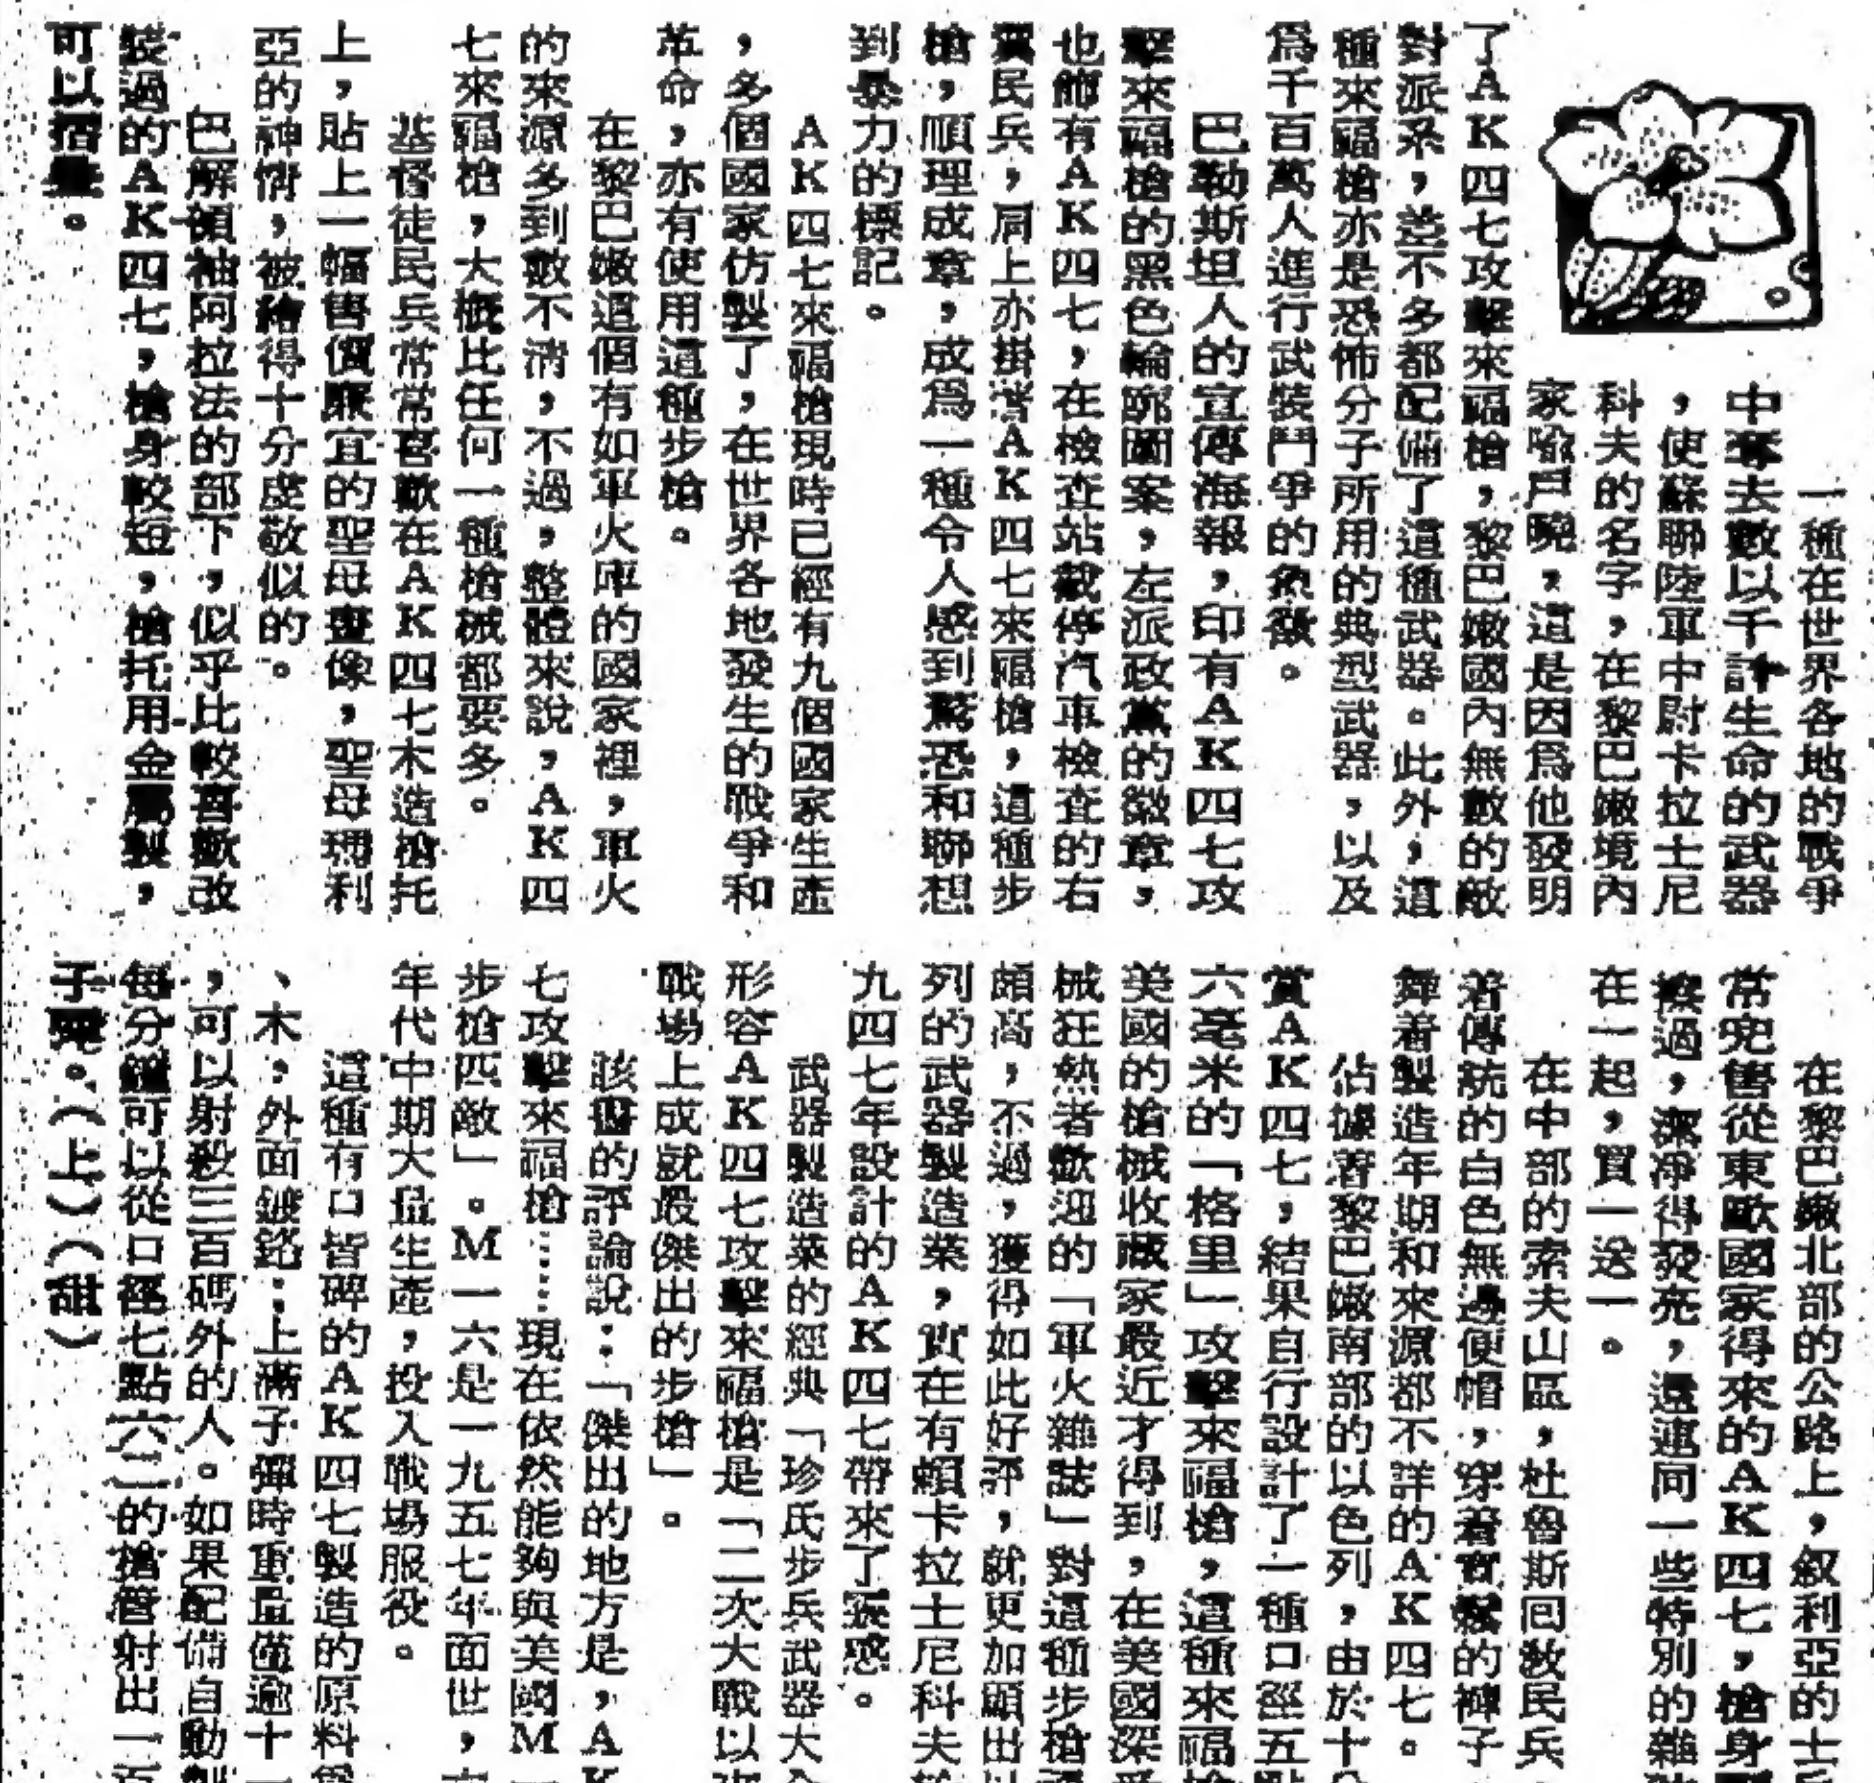 一種在世界各地的戰爭
中奪去數以千計生命的武器
，使蘇聯陸軍中尉卡拉士尼
科夫的名字，在黎巴嫩境內
家喻戶曉，這是因爲他發明
了AK四七攻擊來福槍，黎巴嫩國內無數的敵
對派系，差不多都配備了這種武器。此外，這
種來福槍亦是恐怖分子所用的典型武器，以及
爲千百萬人進行武裝鬥爭的象徵。
巴勒斯坦人的宣傳海報，印有AK四七攻
擊來福槍的黑色輪廓圖案，左派政黨的徽章，
也飾有AK四七，在檢查站截停汽車檢查的右
翼民兵，肩上亦掛着AK四七來福槍，這種步
槍，順理成章，成爲一種令人感到驚恐和聯想
到暴力的標記。
AK四七來福槍現時已經有九個國家生產
，多個國家仿製了，在世界各地發生的戰爭和
革命，亦有使用這種步槍。
在黎巴嫩這個有如軍火庫的國家裡，軍火
的來源多到數不清，不過，整體來說，AK四
七來福槍，大概比任何一種槍械都要多。
基督徒民兵常常喜歡在AK四七木造槍托
上，貼上一幅售價廉宜的聖母畫像，聖母瑪利
亞的神情，被繪得十分虔敬似的。
巴解領袖阿拉法的部下，似乎比較喜歡改
裝過的AK四七，槍身較短，槍托用金屬製，
可以摺疊。
在黎巴嫩北部的公路上，叙利亞的士兵
常兜售從東歐國家得來的AK四七，槍身
擦過，潔淨得發亮，還連同一些特別的雜
在一起，買一送一。
在中部的索夫山區，杜魯斯回教民兵
着傳統的白色無邊便帽，穿着寬鬆的褲子
舞着製造年期和來源都不詳的AK四七。
佔據着黎巴嫩南部的以色列，由於十分
賞AK四七，結果自行設計了一種口徑五點
六毫米的「格里」攻擊來福槍，這種來福槍
美國的槍械收藏家最近才得到，在美國深受
械狂熱者歡迎的「軍火雜誌」對這種步槍
頗高，不過，獲得如此好評，就更加顯出以
列的武器製造業，實在有賴卡拉士尼科夫於
九四七年設計的AK四七帶來了靈感。
武器製造業的經典「珍氏步兵武器大全
形容AK四七攻擊來福槍是「二次大戰以來
戰場上成就最傑出的步槍」。
該書的評論說：「傑出的地方是，AK
七攻擊來福槍……現在依然能夠與美國M一
步槍匹敵」。M一六是一九五七年面世，
年代中期大量生產，投入戰場服役。
這種有口皆碑的AK四七製造的原料爲
、木，外面鍍鉻；上滿子彈時重量僅逾十一
，可以射殺三百碼外的人。如果配備自動製
每分鐘可以從口徑七點六二的槍管射出一五
子彈。（上）（甜）